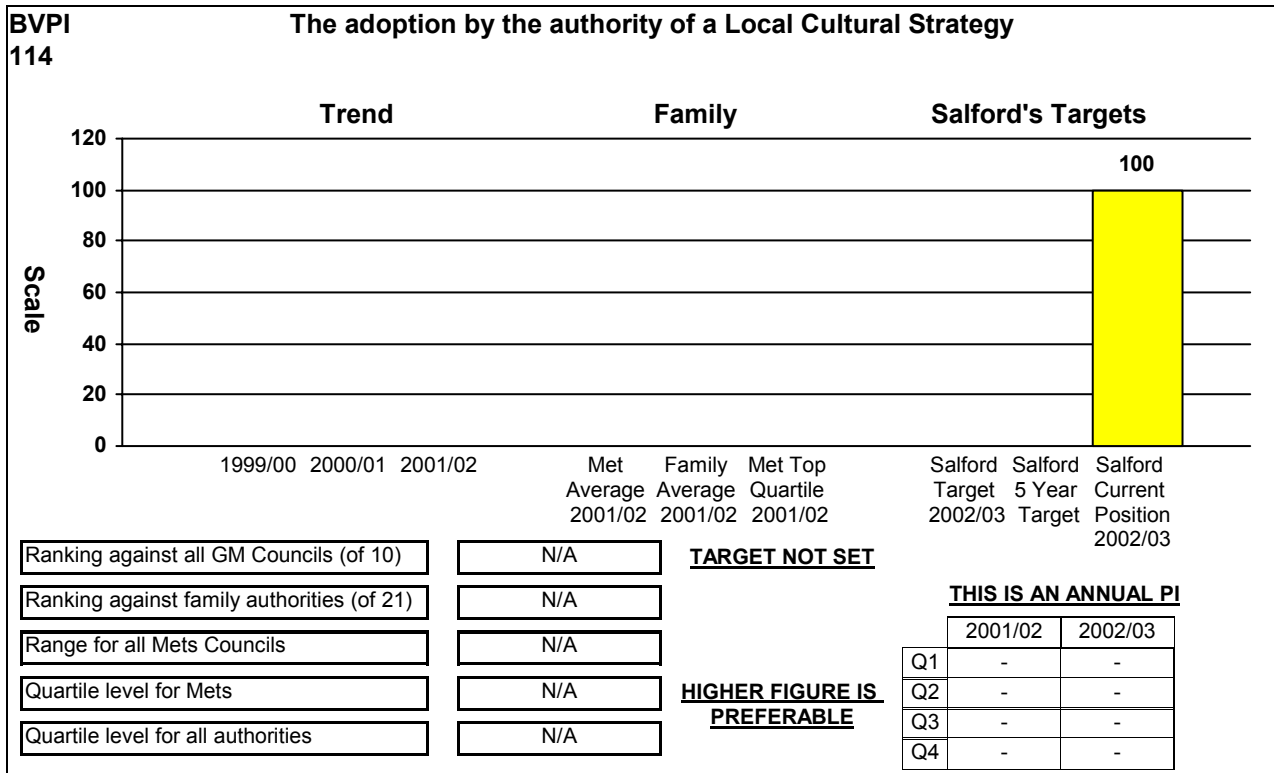 BVPI
114
The adoption by the authority of a Local Cultural Strategy
Trend
Family
Salford's Targets
120
100
80
60
40
20
0
Scale
100
1999/00 2000/01 2001/02
Met Average 2001/02
Family Average 2001/02
Met Top Quartile 2001/02
Salford Target 2002/03
Salford 5 Year Target
Salford Current Position 2002/03
Ranking against all GM Councils (of 10) N/A
Ranking against family authorities (of 21) N/A
Range for all Mets Councils N/A
Quartile level for Mets N/A
Quartile level for all authorities N/A
TARGET NOT SET
HIGHER FIGURE IS
PREFERABLE
THIS IS AN ANNUAL PI
2001/02 2002/03
Q1 - -
Q2 - -
Q3 - -
Q4 - -